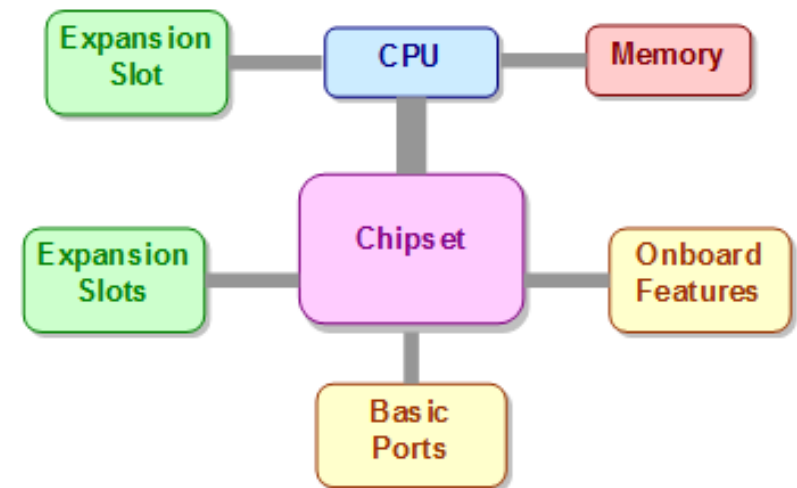 Expansion
Slot
CPU
Memory
Chipset
Expansion
Slots
Onboard
Features
Basic
Ports